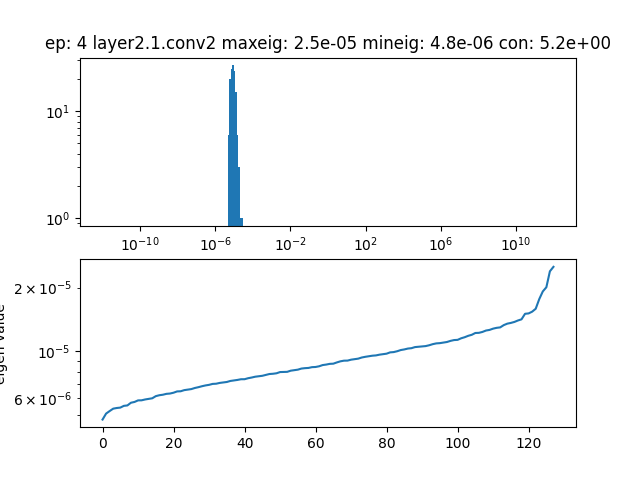 ep: 4 layer2.1.conv2 maxeig: 2.5e-05 mineig: 4.8e-06 con: 5.2e+00
10¹
10⁰
10⁻¹⁰ 10⁻⁶ 10⁻² 10² 10⁶ 10¹⁰
eigen value
2 × 10⁻⁵
10⁻⁵
6 × 10⁻⁶
0 20 40 60 80 100 120